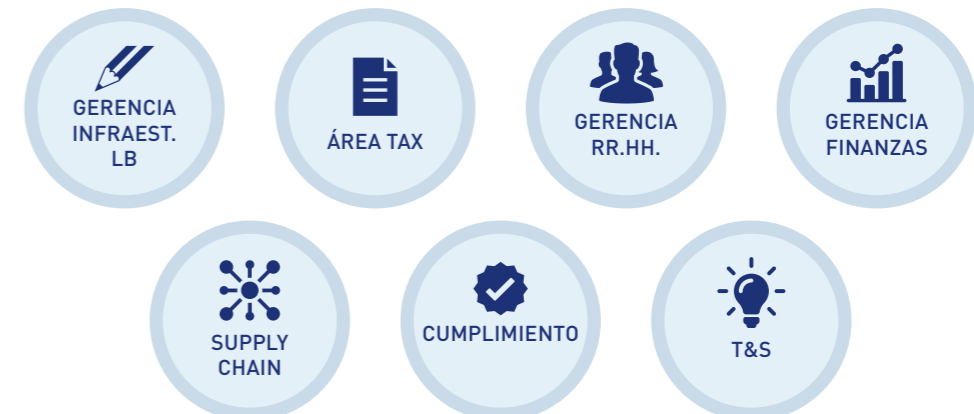 GERENCIA
INFRAEST.
LB
ÁREA TAX
GERENCIA
RR.HH.
GERENCIA
FINANZAS
SUPPLY
CHAIN
CUMPLIMIENTO
T&S